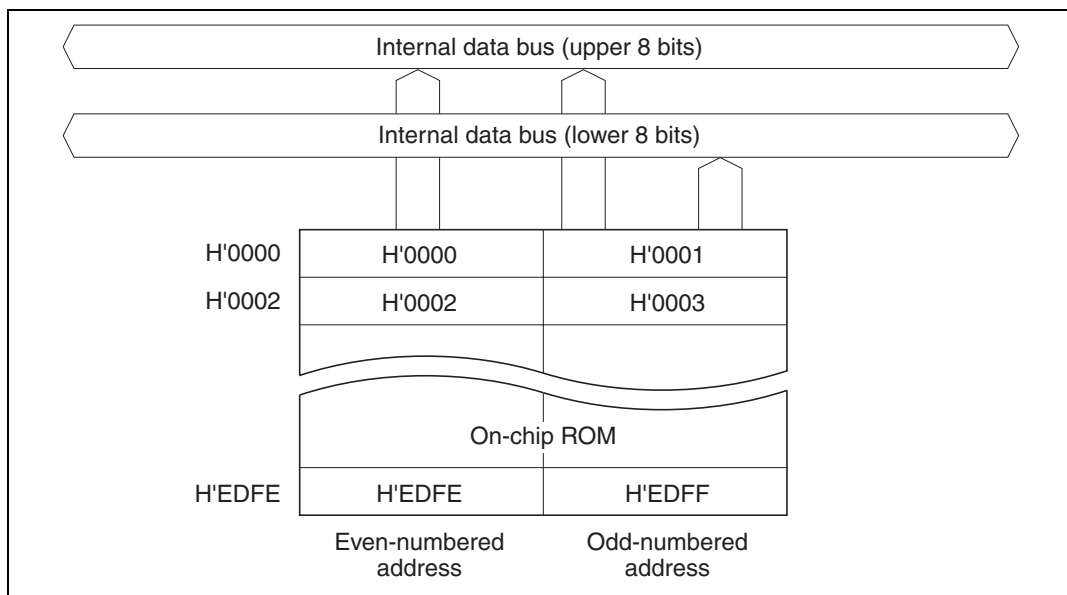 Internal data bus (upper 8 bits)
Internal data bus (lower 8 bits)
H'0000 H'0000 H'0001
H'0002 H'0002 H'0003
On-chip ROM
H'EDFE H'EDFE H'EDFF
Even-numbered address
Odd-numbered address